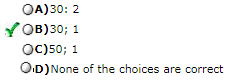 A)30: 2
B)30; 1
C)50; 1
D)None of the choices are correct